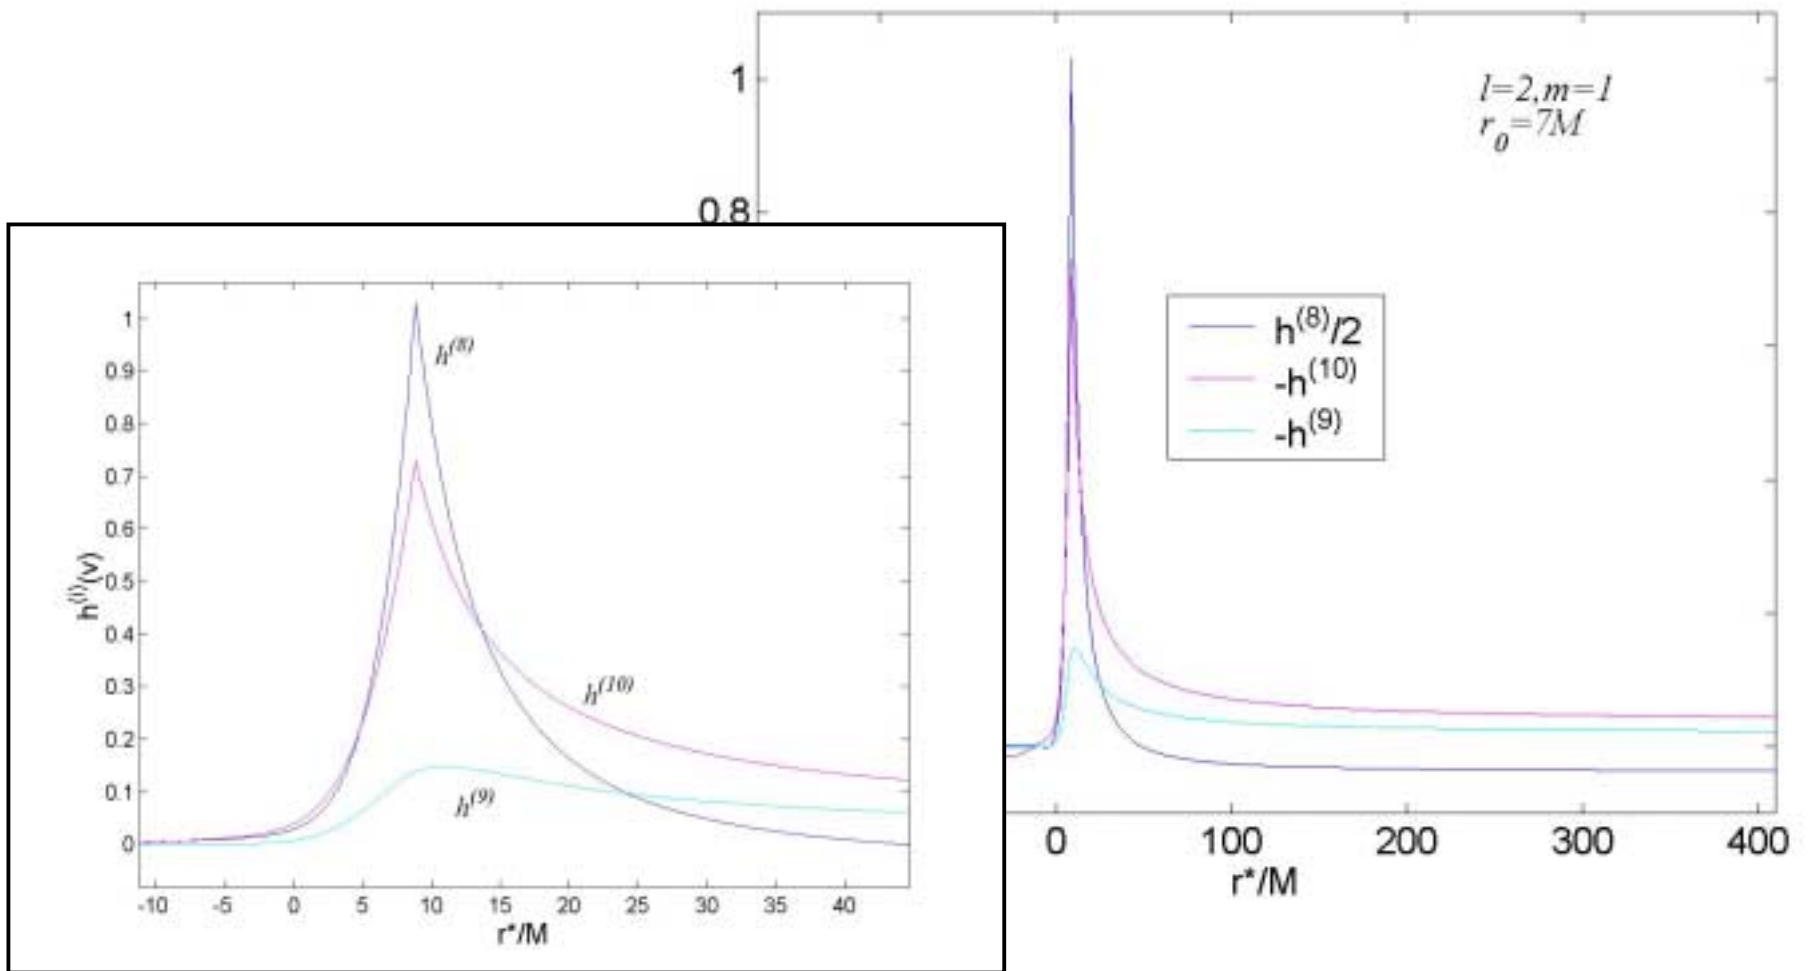 1
0.8
l=2,m=1
r_0=7M
h^(8)/2
-h^(10)
-h^(9)
0 100 200 300 400
r*/M
h^(i)(v)
1
0.9
0.8
0.7
0.6
0.5
0.4
0.3
0.2
0.1
0
h^(8)
h^(10)
h^(9)
-10 -5 0 5 10 15 20 25 30 35 40
r*/M